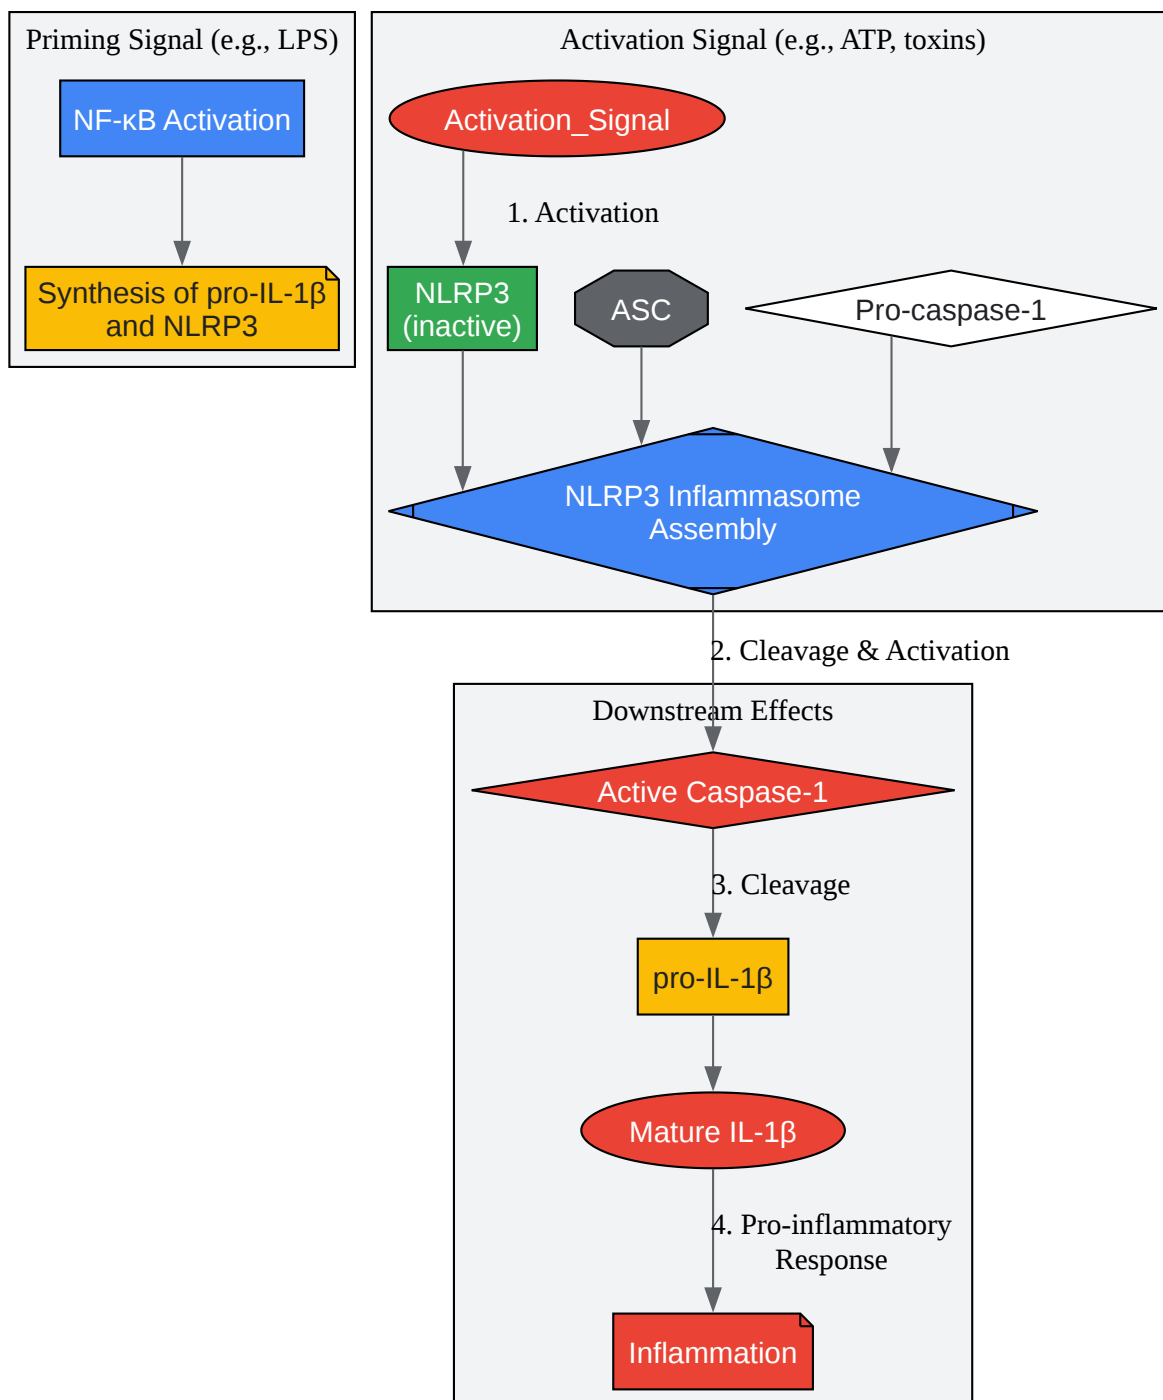 Priming Signal (e.g., LPS)
NF-κB Activation
Synthesis of pro-IL-1β
and NLRP3
Activation Signal (e.g., ATP, toxins)
Activation_Signal
1. Activation
NLRP3
(inactive)
ASC
Pro-caspase-1
NLRP3 Inflammasome
Assembly
2. Cleavage & Activation
Downstream Effects
Active Caspase-1
3. Cleavage
pro-IL-1β
Mature IL-1β
4. Pro-inflammatory
Response
Inflammation